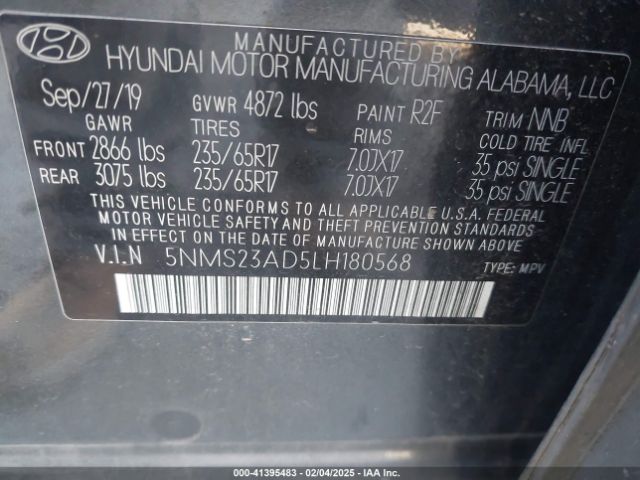 MANUFACTURED BY
HYUNDAI MOTOR MANUFACTURING ALABAMA, LLC
Sep/27/19 GVWR 4872 lbs PAINT R2F TRIM NNB
GAWR TIRES RIMS COLD TIRE INFL
FRONT 2866 lbs 235/65R17 7.0JX17 35 psi SINGLE
REAR 3075 lbs 235/65R17 7.0JX17 35 psi SINGLE
THIS VEHICLE CONFORMS TO ALL APPLICABLE U.S.A. FEDERAL
MOTOR VEHICLE SAFETY AND THEFT PREVENTION STANDARDS
IN EFFECT ON THE DATE OF MANUFACTURE SHOWN ABOVE.
V.I.N 5NMS23AD5LH180568 TYPE: MPV
000-41395483 - 02/04/2025 - IAA Inc.